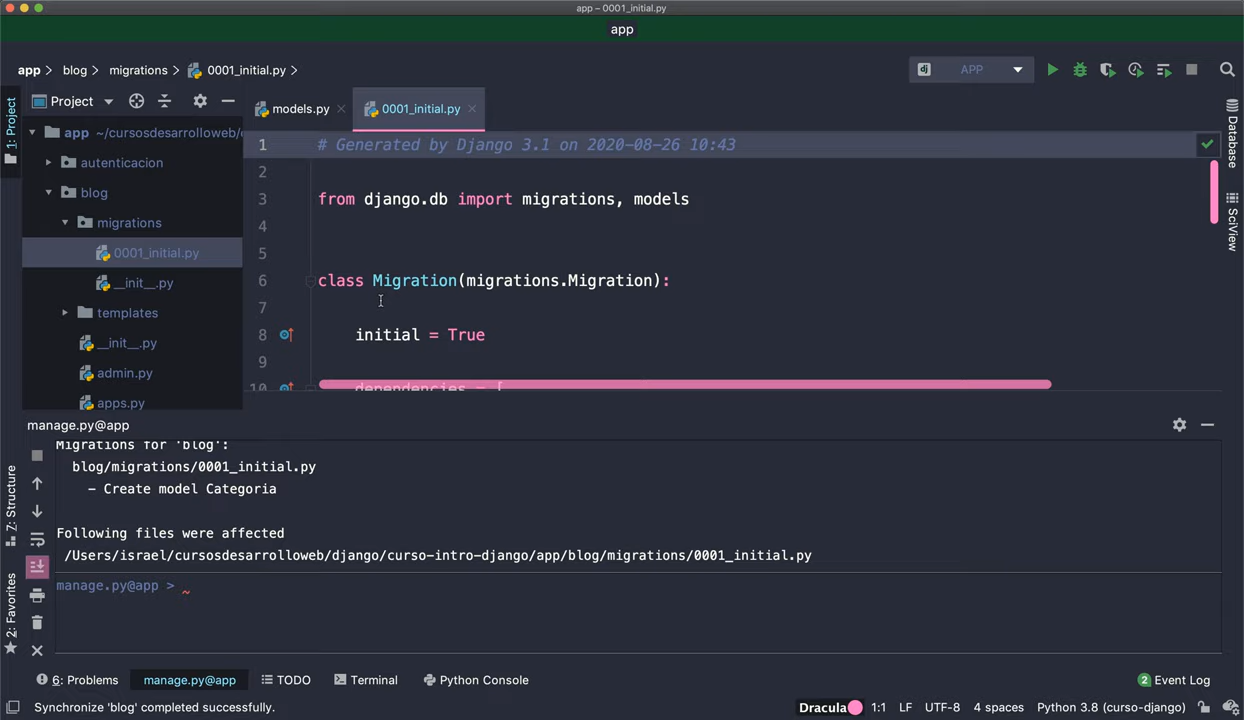 app – 0001_initial.py
app
app > blog > migrations > 0001_initial.py >
dj APP
Project
models.py
0001_initial.py
1: Project
app ~/cursosdesarrolloweb/
autenticacion
blog
migrations
0001_initial.py
__init__.py
templates
__init__.py
admin.py
apps.py
1 # Generated by Django 3.1 on 2020-08-26 10:43
2
3 from django.db import migrations, models
4
5
6 class Migration(migrations.Migration):
7
8 initial = True
9
10 dependencies = [
Database
SciView
manage.py@app
Migrations for 'blog':
blog/migrations/0001_initial.py
- Create model Categoria
Following files were affected
/Users/israel/cursosdesarrolloweb/django/curso-intro-django/app/blog/migrations/0001_initial.py
manage.py@app > ~
7: Structure
2: Favorites
6: Problems
manage.py@app
TODO
Terminal
Python Console
2 Event Log
Synchronize 'blog' completed successfully.
Dracula
1:1
LF
UTF-8
4 spaces
Python 3.8 (curso-django)